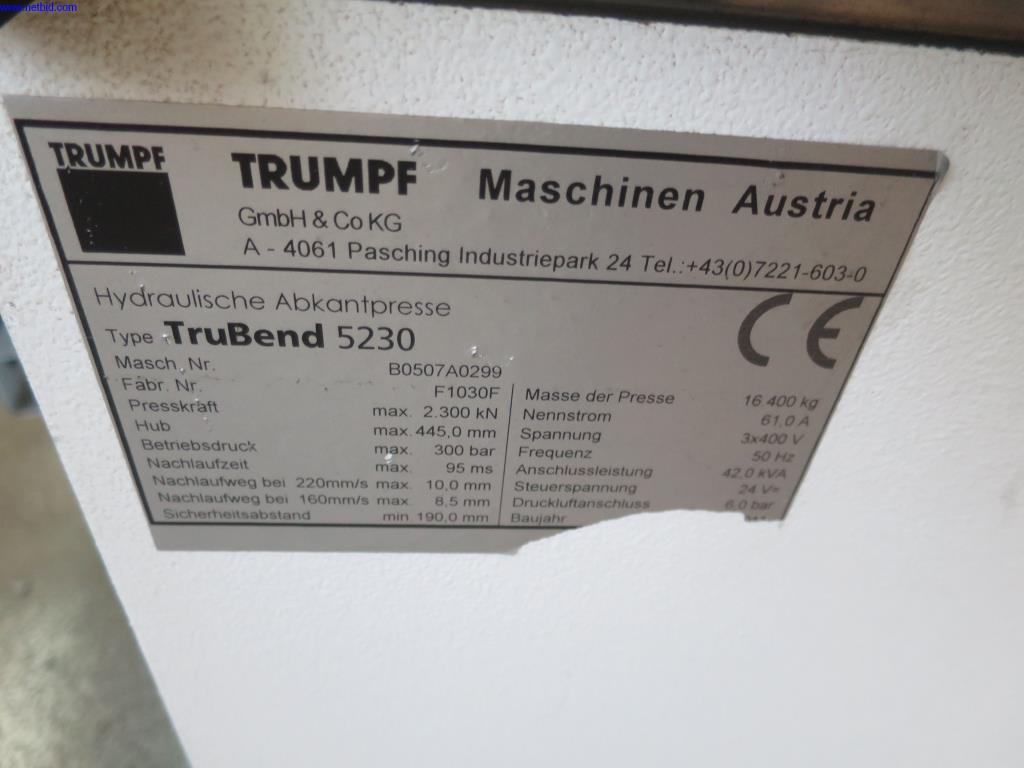 www.netbid.com
TRUMPF
TRUMPF Maschinen Austria
GmbH & Co KG
A - 4061 Pasching Industriepark 24 Tel.:+43(0)7221-603-0
Hydraulische Abkantpresse
Type TruBend 5230
CE
Masch. Nr. B0507A0299
Fabr. Nr. F1030F
Presskraft max. 2.300 kN
Hub max. 445,0 mm
Betriebsdruck max. 300 bar
Nachlaufzeit max. 95 ms
Nachlaufweg bei 220mm/s max. 10,0 mm
Nachlaufweg bei 160mm/s max. 8,5 mm
Sicherheitsabstand min. 190,0 mm
Masse der Presse 16.400 kg
Nennstrom 61,0 A
Spannung 3x400 V
Frequenz 50 Hz
Anschlussleistung 42,0 kVA
Steuerspannung 24 V=
Druckluftanschluss 6,0 bar
Baujahr